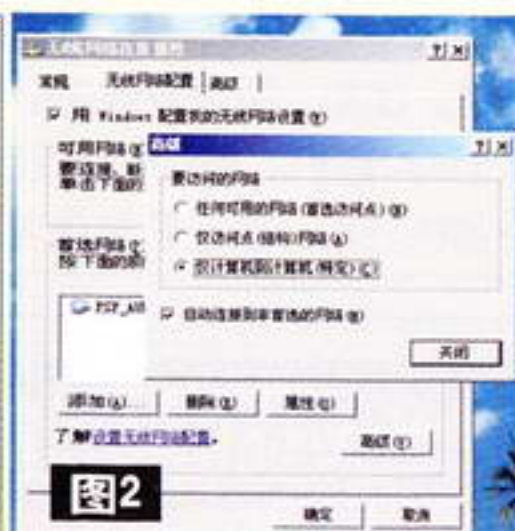 无线网络连接 属性
常规 无线网络配置 高级
用 Windows 配置我的无线网络设置(W)
可用网络(N)
要连接、断
单击下面的
高级
要访问的网络
任何可用的网络(首选访问点)(N)
仅访问点(结构)网络(A)
仅计算机到计算机(特定)(C)
自动连接到非首选的网络(N)
关闭
首选网络(P)
按下面的顺
添加(A)... 删除(R) 属性(O)
了解设置无线网络配置。
高级(V)
确定 取消
图2